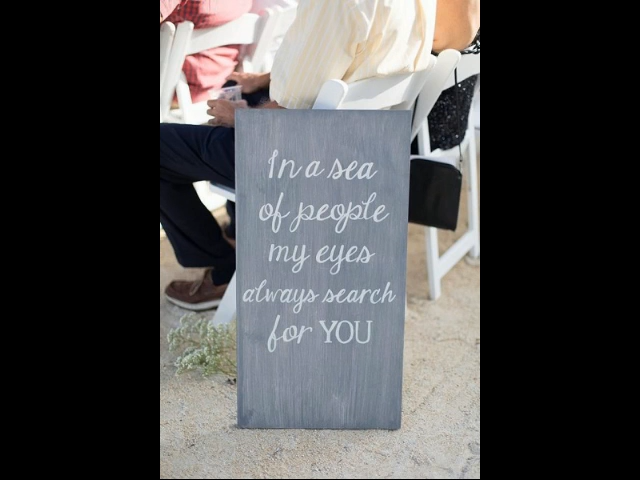 In a sea
of people
my eyes
always search
for YOU